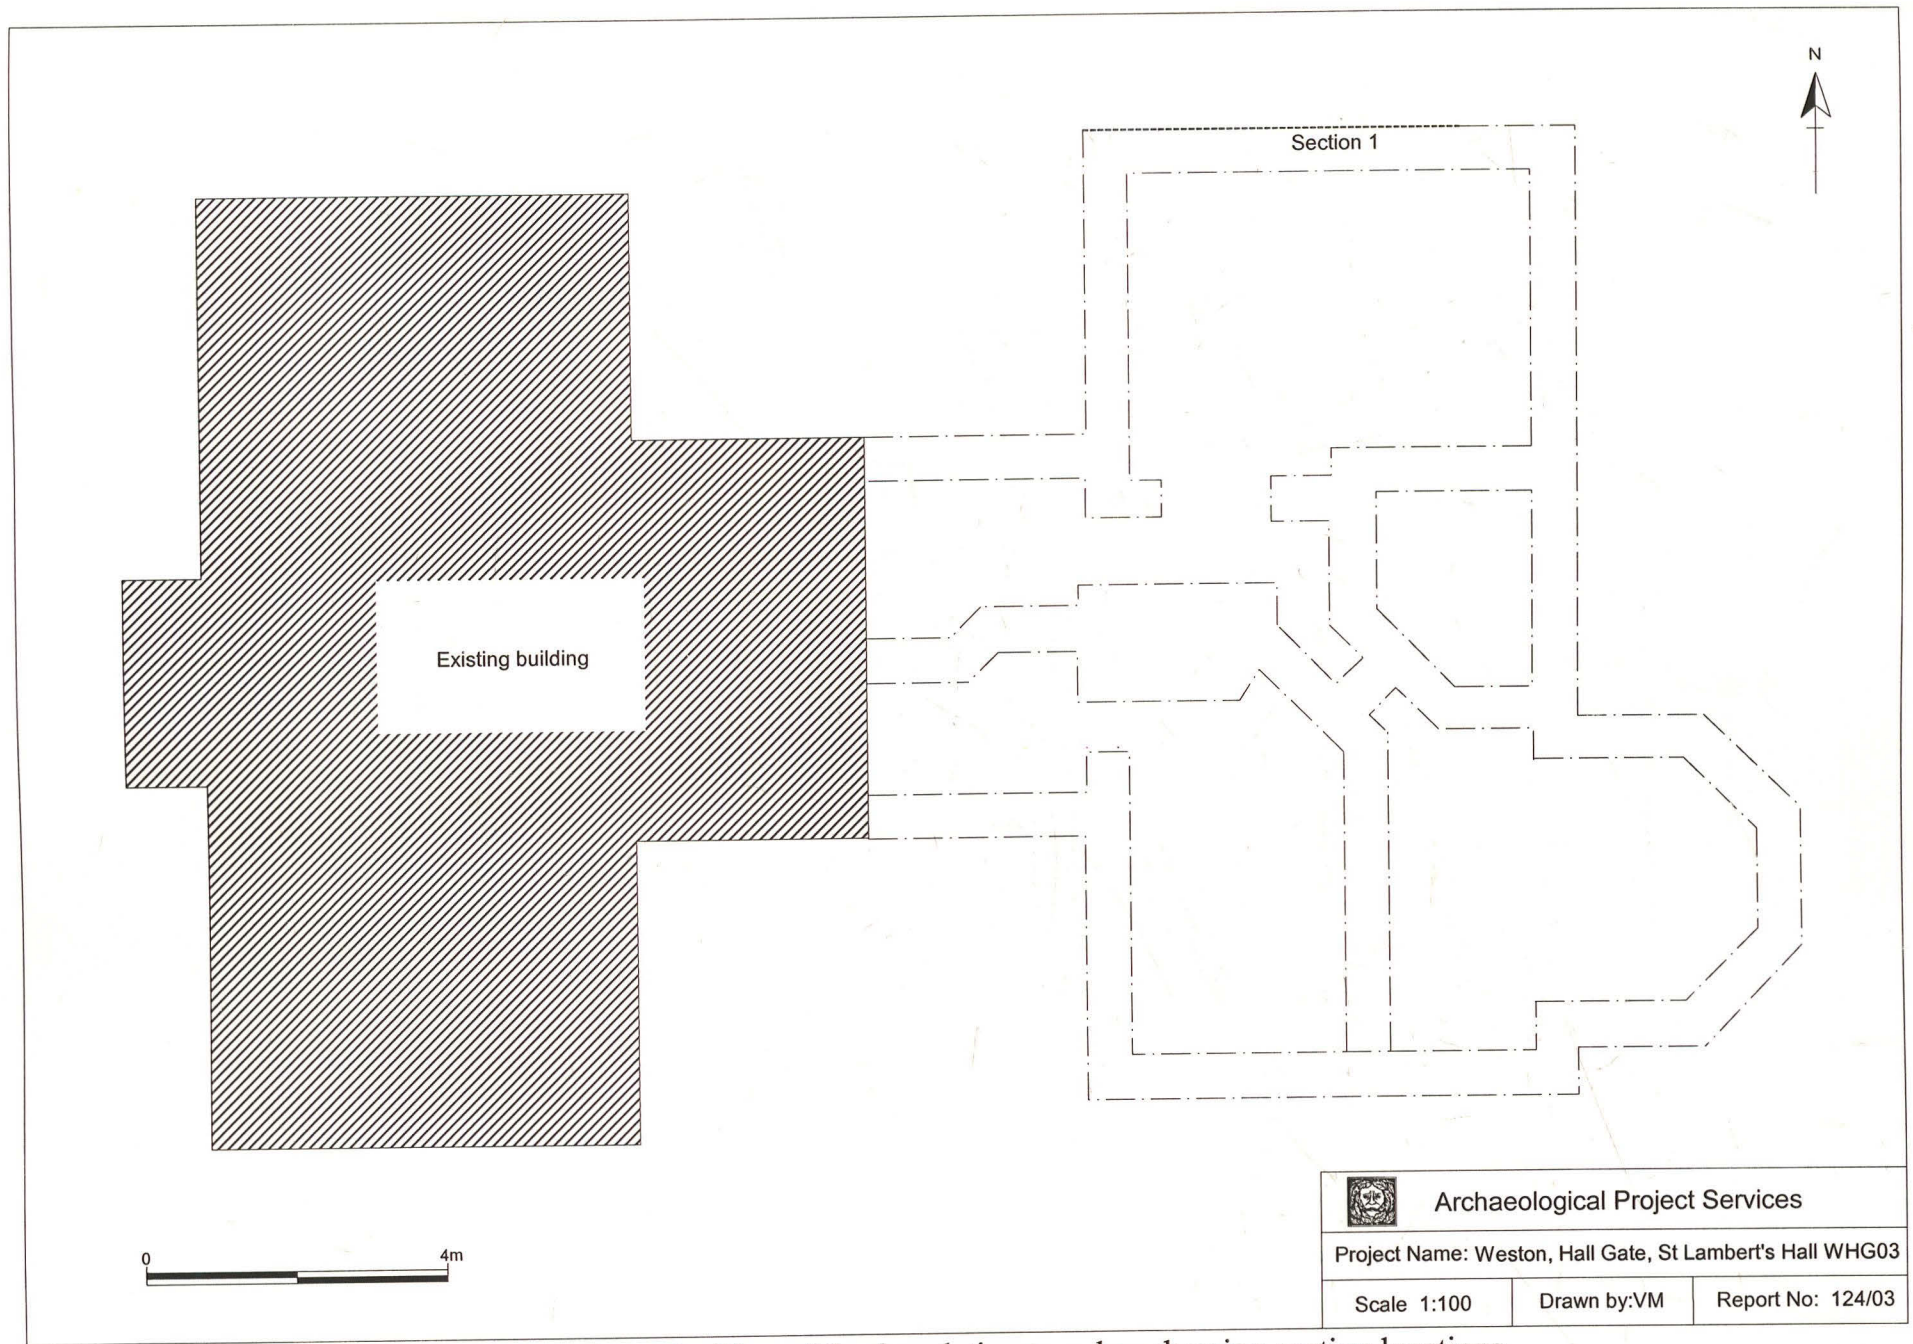 N
Section 1
Existing building
0 4m
Archaeological Project Services
Project Name: Weston, Hall Gate, St Lambert's Hall WHG03
Scale 1:100
Drawn by:VM
Report No: 124/03